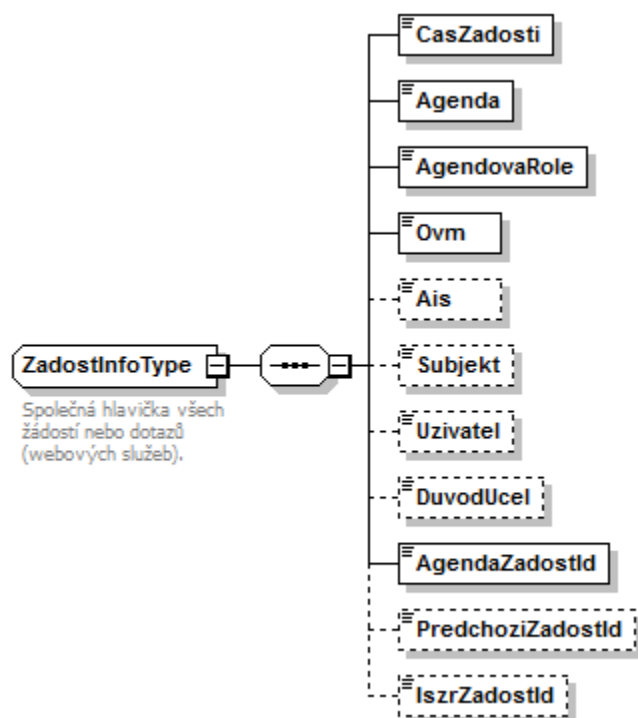 CasZadosti
Agenda
AgendovaRole
Ovm
Ais
ZadostInfoType
Společná hlavička všech
žádostí nebo dotazů
(webových služeb).
Subjekt
Uzivatel
DuvodUcel
AgendaZadostId
PredchoziZadostId
IszrZadostId